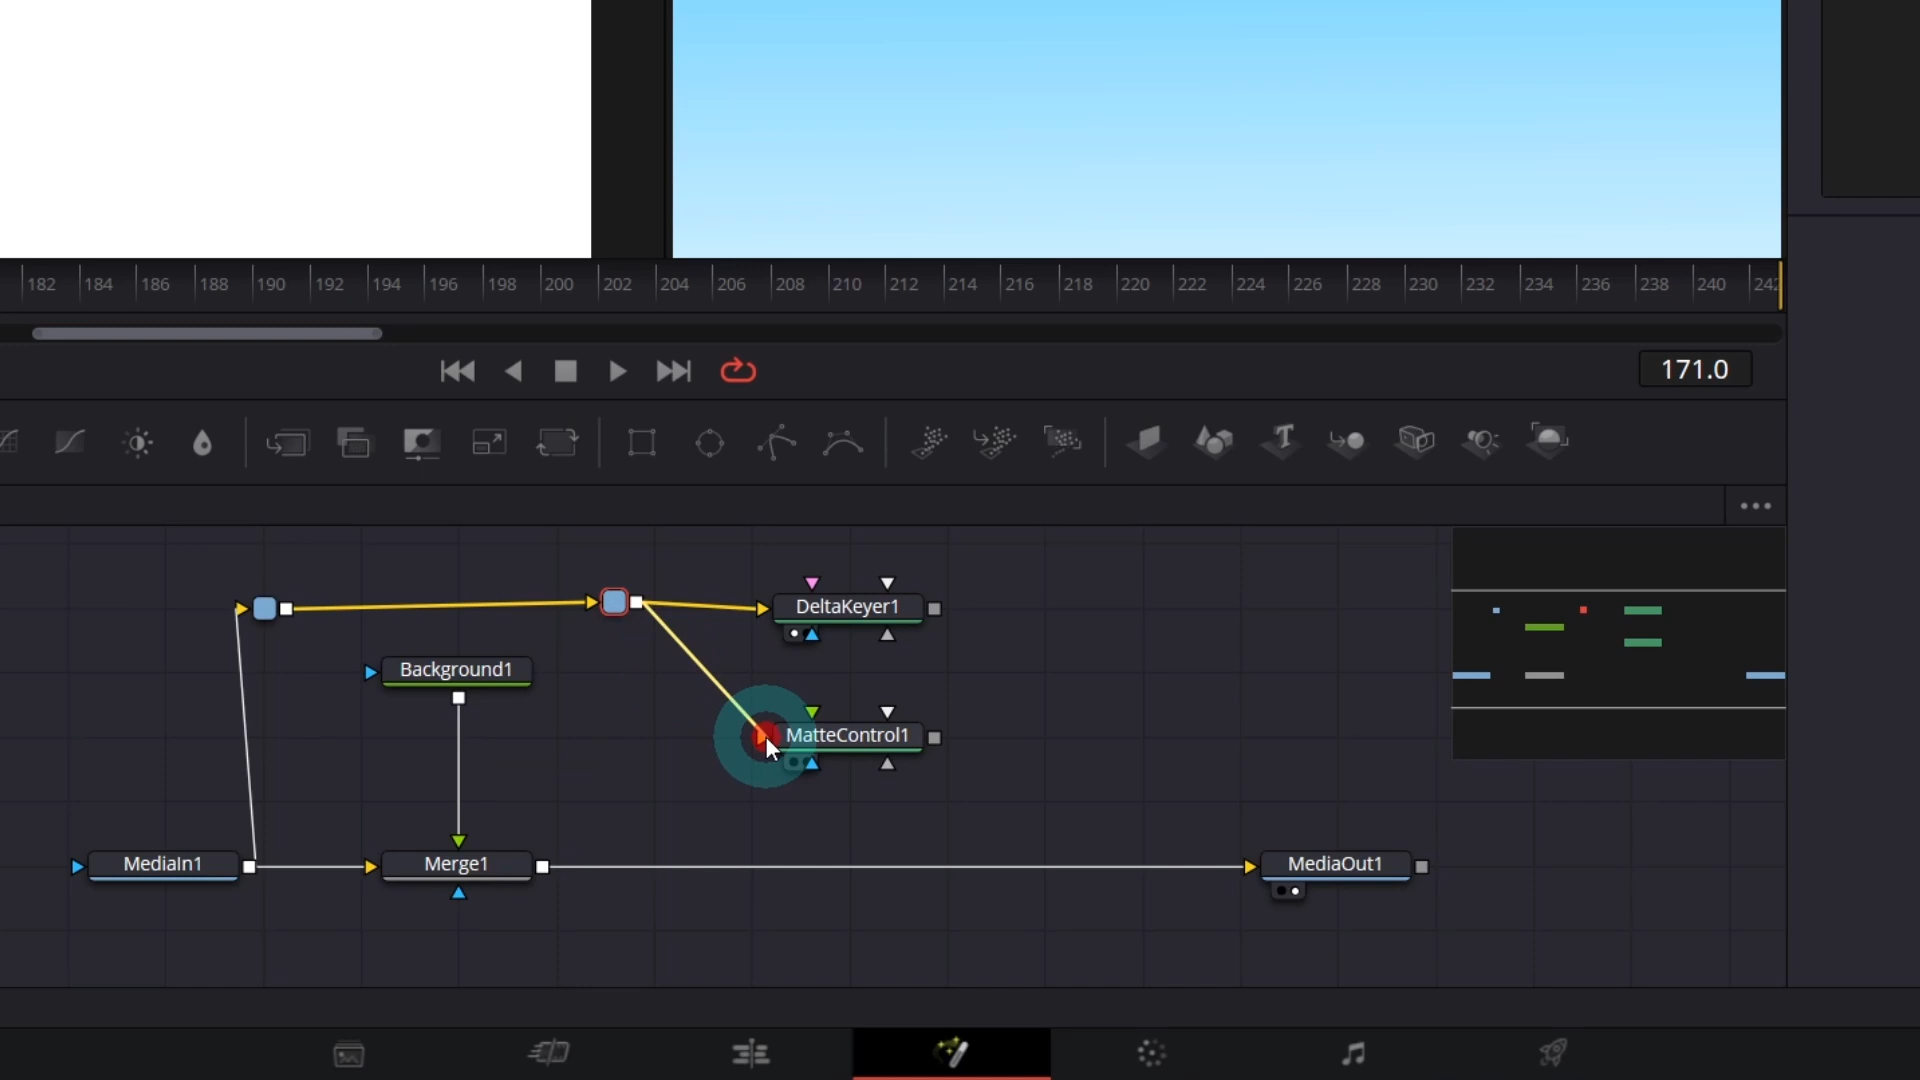 182 184 186 188 190 192 194 196 198 200 202 204 206 208 210 212 214 216 218 220 222 224 226 228 230 232 234 236 238 240
171.0
DeltaKeyer1
Background1
MatteControl1
MediaIn1 Merge1 MediaOut1